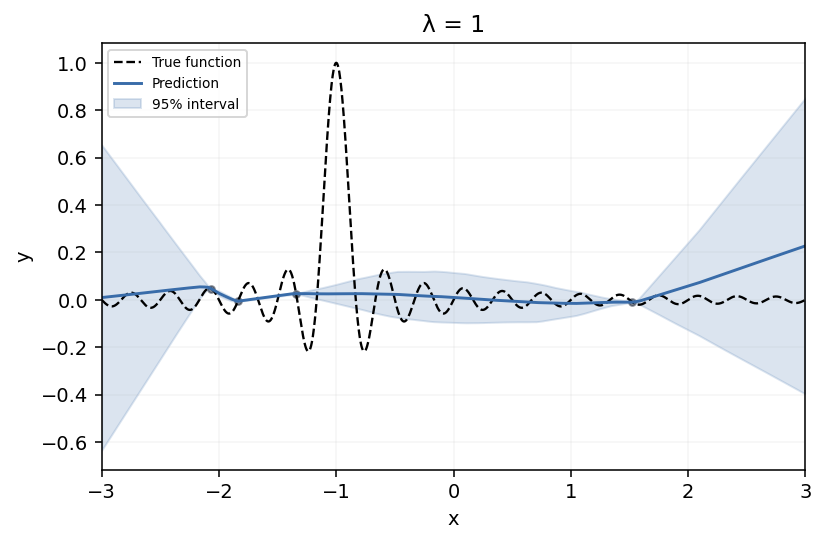 λ = 1
1.0
0.8
0.6
0.4
0.2
0.0
−0.2
−0.4
−0.6
y
True function
Prediction
95% interval
−3 −2 −1 0 1 2 3
x